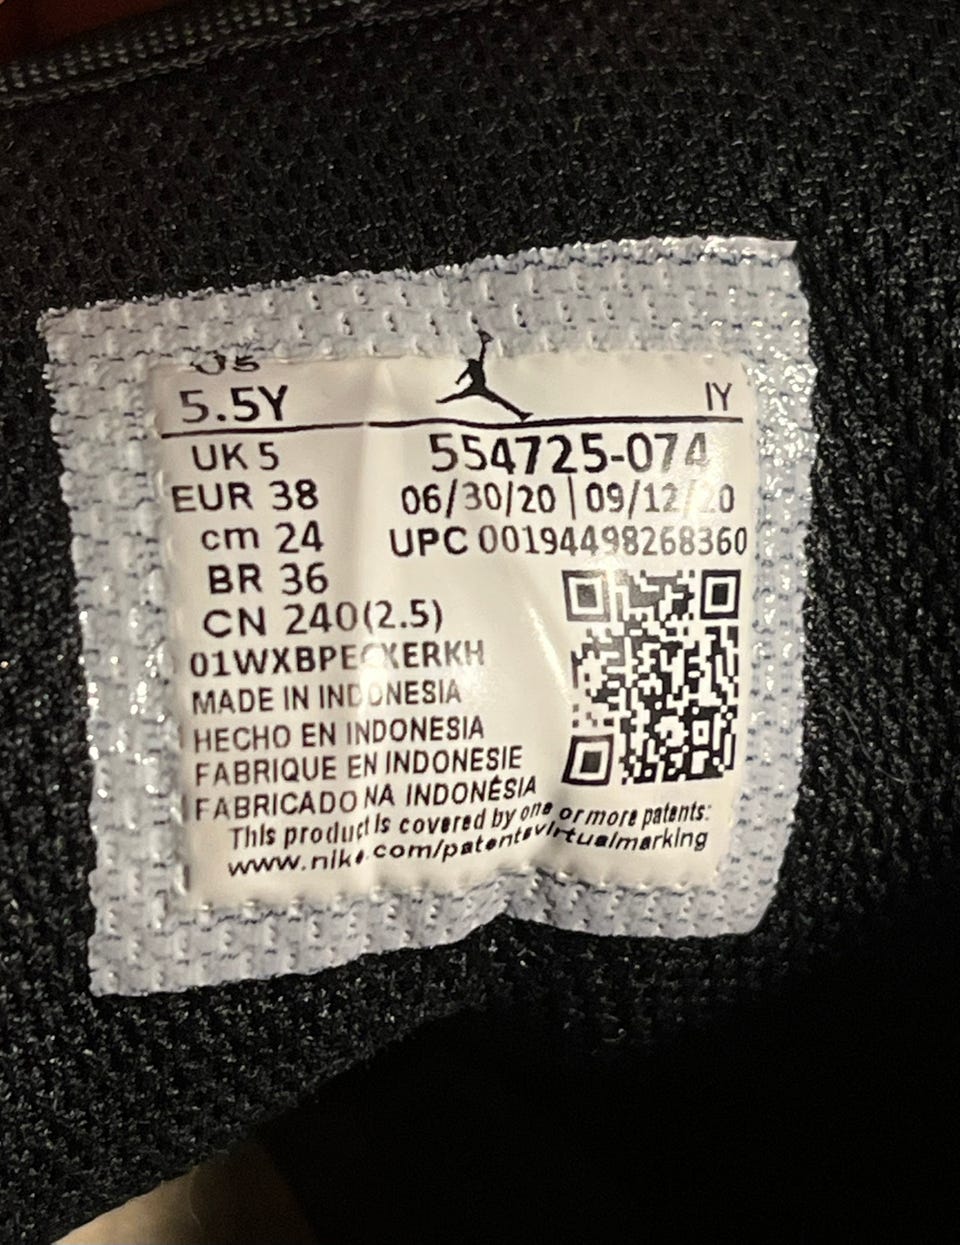 US
5.5Y IY
UK 5 554725-074
EUR 38 06/30/20 | 09/12/20
cm 24 UPC 00194498268360
BR 36
CN 240(2.5)
MADE IN INDONESIA
HECHO EN INDONESIA
FABRIQUE EN INDONESIE
FABRICADO NA INDONÉSIA
This product is covered by one or more patents:
www.nike.com/patentsvirtualmarking